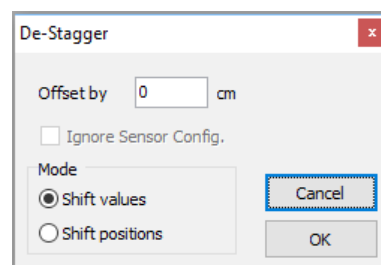 De-Stagger
x
Offset by 0 cm
Ignore Sensor Config.
Mode
Shift values
Shift positions
Cancel
OK